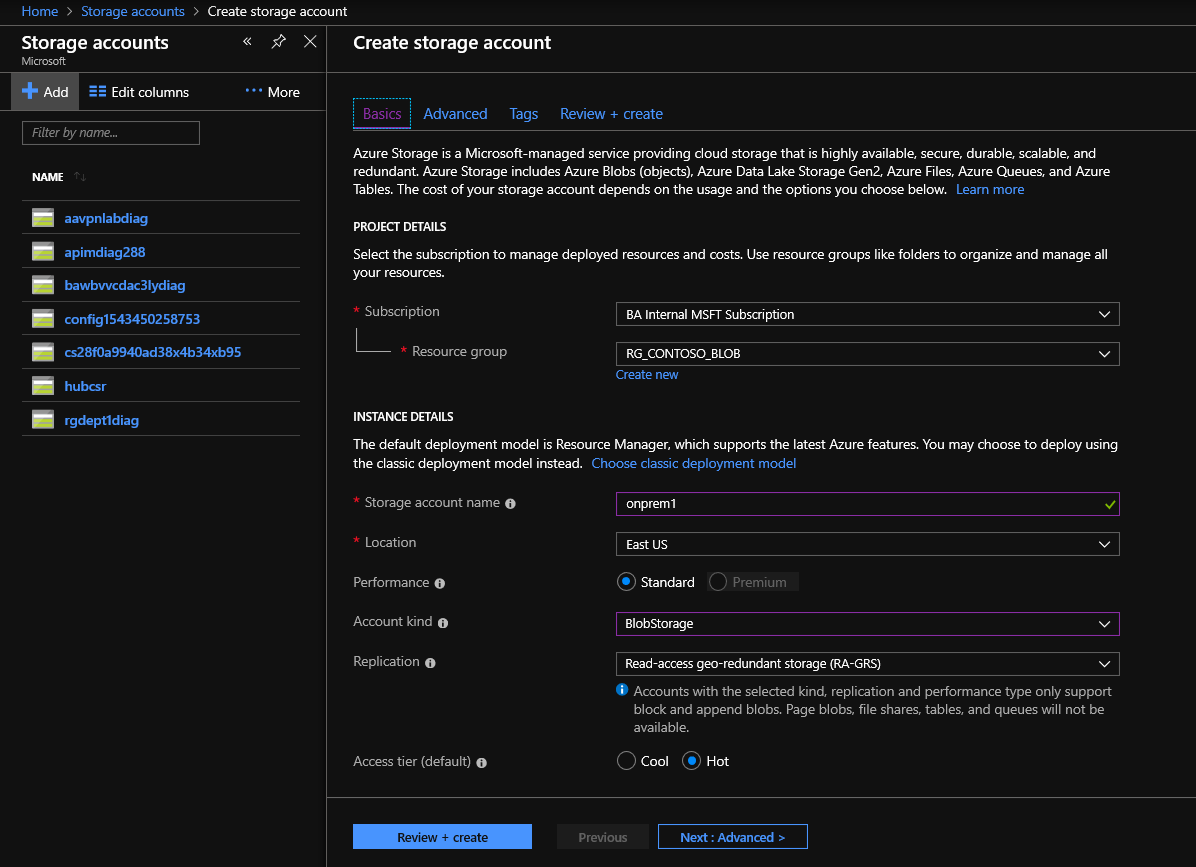 Home > Storage accounts > Create storage account
Storage accounts
Microsoft
Add
Edit columns
More
Filter by name...
NAME
aavpnlabdiag
apimdiag288
bawbvvcdac3lydiag
config1543450258753
cs28f0a9940ad38x4b34xb95
hubcsr
rgdept1diag
Create storage account
Basics Advanced Tags Review + create
Azure Storage is a Microsoft-managed service providing cloud storage that is highly available, secure, durable, scalable, and
redundant. Azure Storage includes Azure Blobs (objects), Azure Data Lake Storage Gen2, Azure Files, Azure Queues, and Azure
Tables. The cost of your storage account depends on the usage and the options you choose below. Learn more
PROJECT DETAILS
Select the subscription to manage deployed resources and costs. Use resource groups like folders to organize and manage all
your resources.
* Subscription
BA Internal MSFT Subscription
* Resource group
RG_CONTOSO_BLOB
Create new
INSTANCE DETAILS
The default deployment model is Resource Manager, which supports the latest Azure features. You may choose to deploy using
the classic deployment model instead. Choose classic deployment model
* Storage account name
onprem1
* Location
East US
Performance
Standard Premium
Account kind
BlobStorage
Replication
Read-access geo-redundant storage (RA-GRS)
Accounts with the selected kind, replication and performance type only support
block and append blobs. Page blobs, file shares, tables, and queues will not be
available.
Access tier (default)
Cool Hot
Review + create
Previous
Next : Advanced >